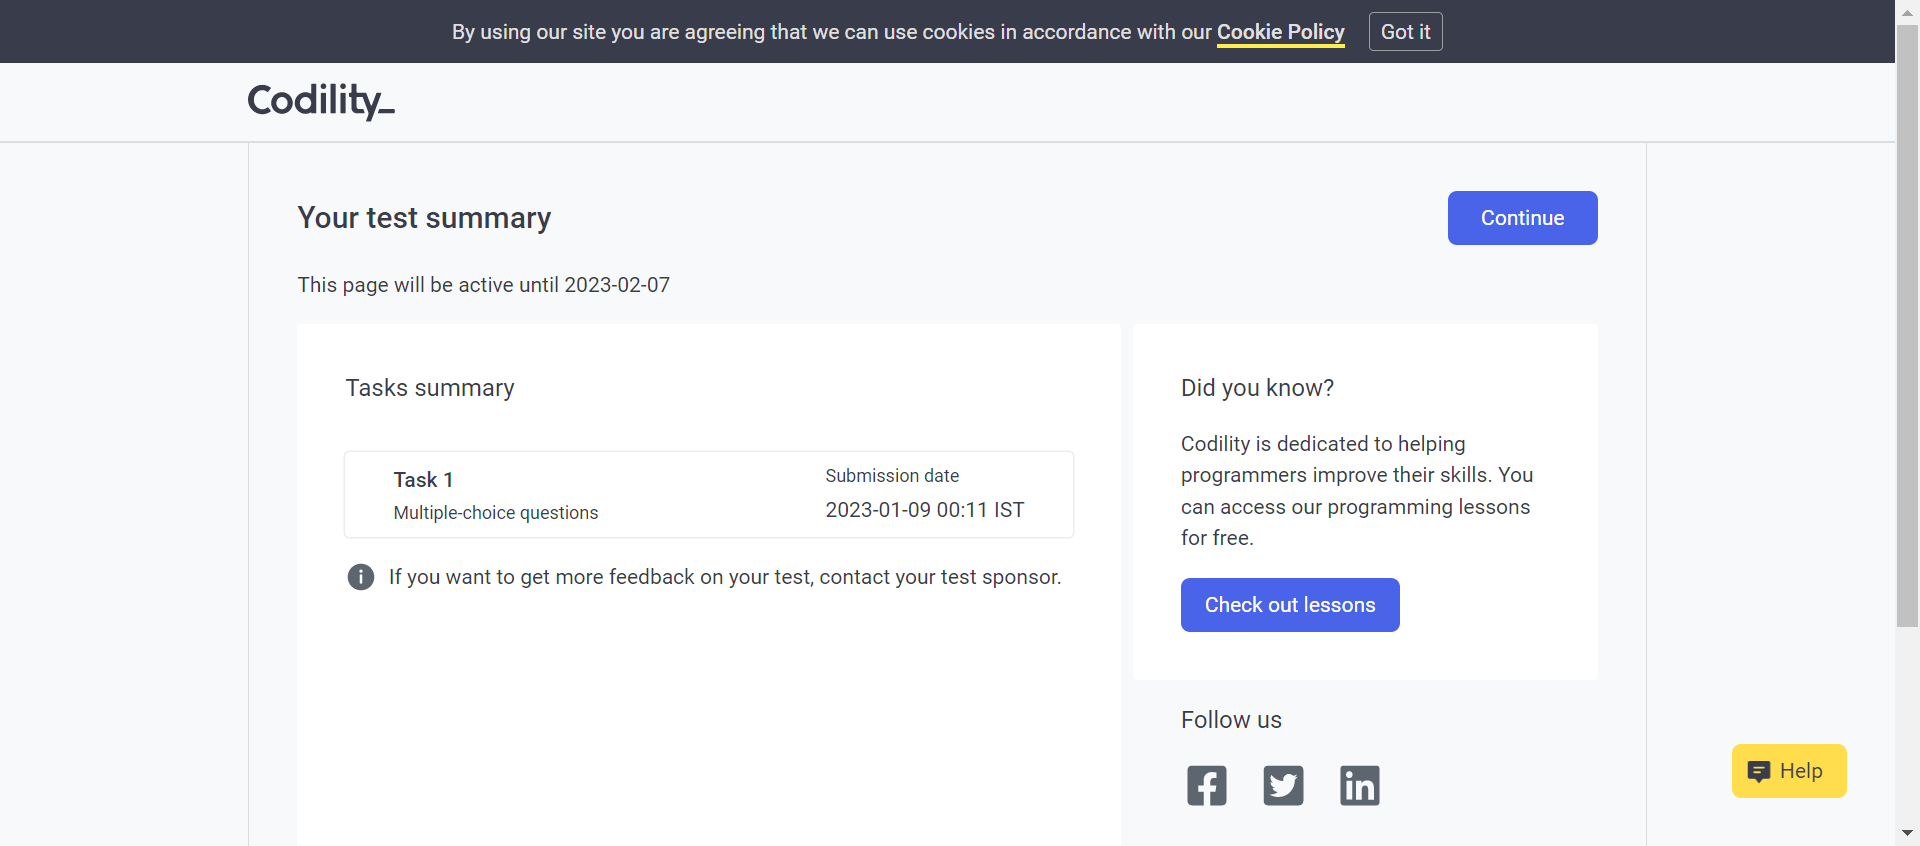 By using our site you are agreeing that we can use cookies in accordance with our Cookie Policy Got it
Codility_
Your test summary
Continue
This page will be active until 2023-02-07
Tasks summary
Task 1
Multiple-choice questions
Submission date
2023-01-09 00:11 IST
If you want to get more feedback on your test, contact your test sponsor.
Did you know?
Codility is dedicated to helping
programmers improve their skills. You
can access our programming lessons
for free.
Check out lessons
Follow us
Help